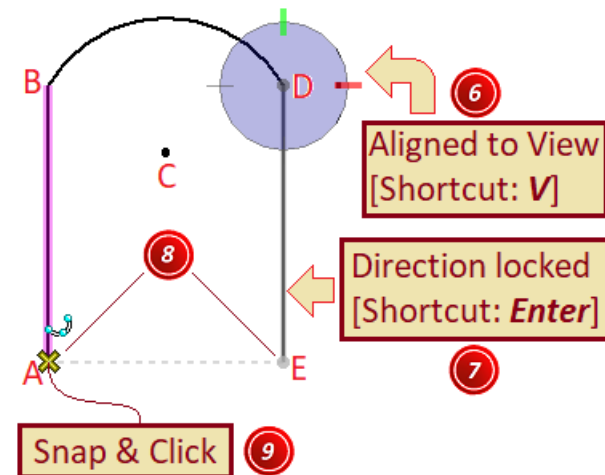 B
D
C
6
Aligned to View
[Shortcut: V]
8
Direction locked
[Shortcut: Enter]
7
A
E
Snap & Click
9